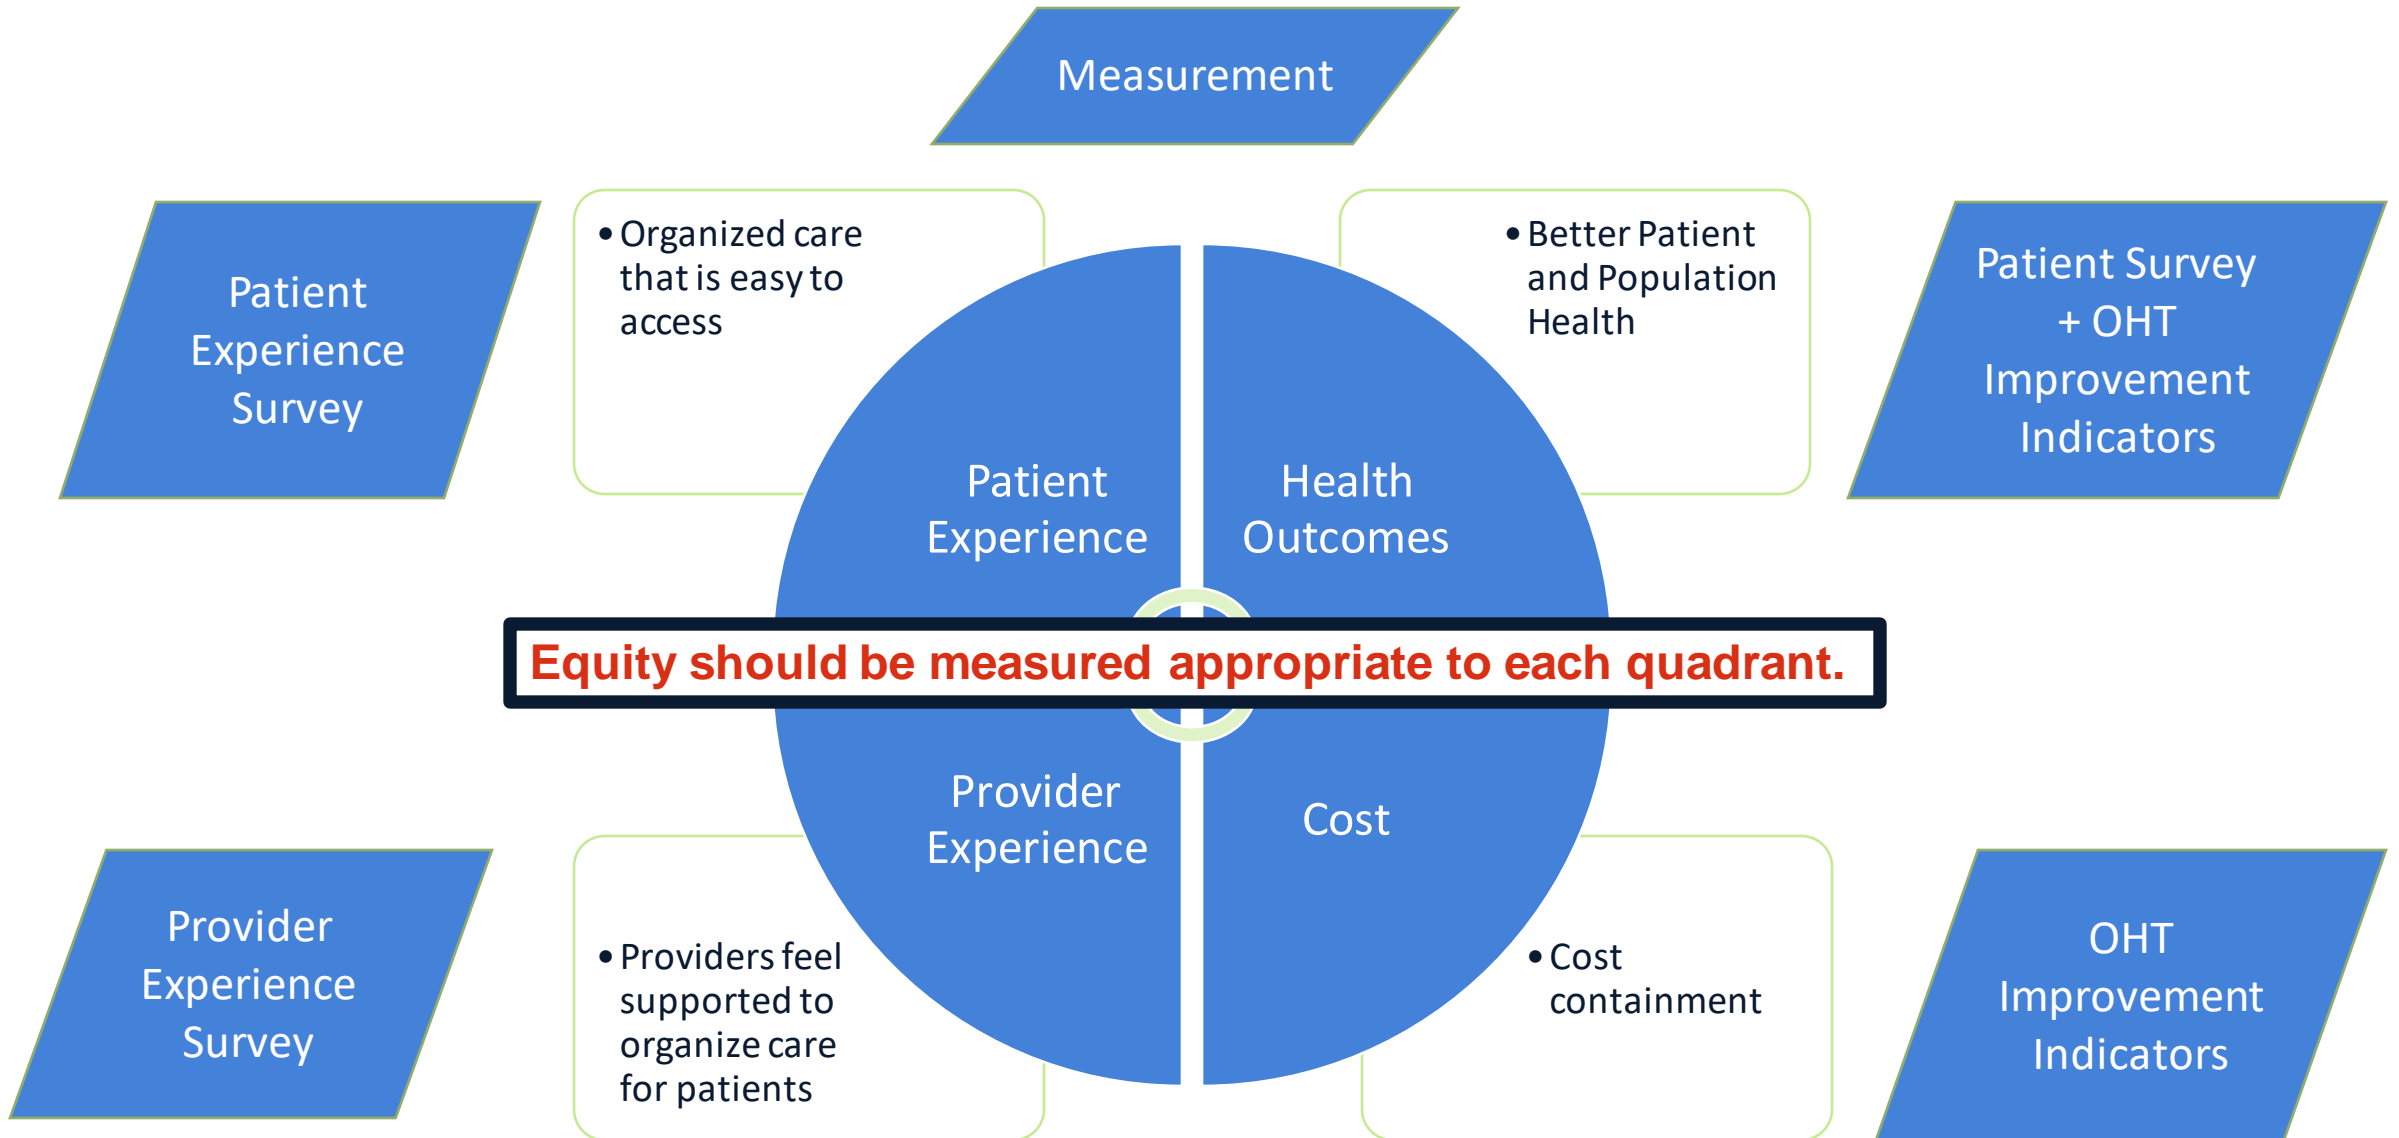 Measurement
Patient
Experience
Survey
• Organized care
that is easy to
access
• Better Patient
and Population
Health
Patient Survey
+ OHT
Improvement
Indicators
Patient
Experience
Health
Outcomes
Equity should be measured appropriate to each quadrant.
Provider
Experience
Cost
Provider
Experience
Survey
• Providers feel
supported to
organize care
for patients
• Cost
containment
OHT
Improvement
Indicators